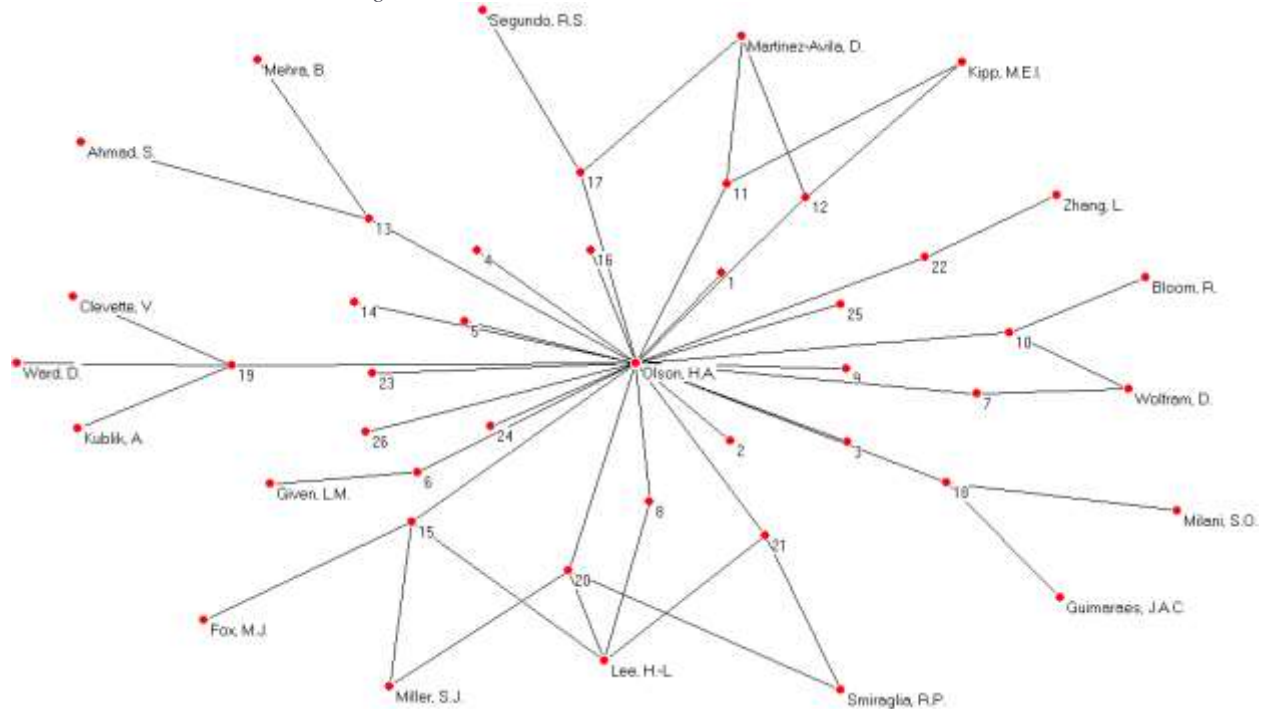 Segundo, R.S.
Martinez-Avila, D.
Mehra, B.
Kipp, M.E.I.
Ahmad, S.
17
11
12
Zhang, L.
13
4
16
1
22
Bloom, R.
Clevette, V.
14
5
25
10
Ward, D.
19
23
Olson, H.A.
9
7
Wolfram, D.
Kublik, A.
26
24
2
3
Given, L.M.
6
18
Milani, S.O.
15
8
21
20
Guimaraes, J.A.C.
Fox, M.J.
Lee, H.-L.
Miller, S.J.
Smiraglia, R.P.